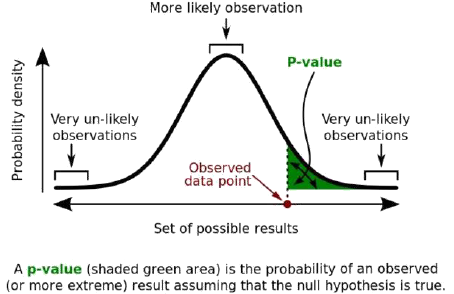 More likely observation
P-value
Probability density
Very un-likely
observations
Very un-likely
observations
Observed
data point
Set of possible results
A p-value (shaded green area) is the probability of an observed
(or more extreme) result assuming that the null hypothesis is true.